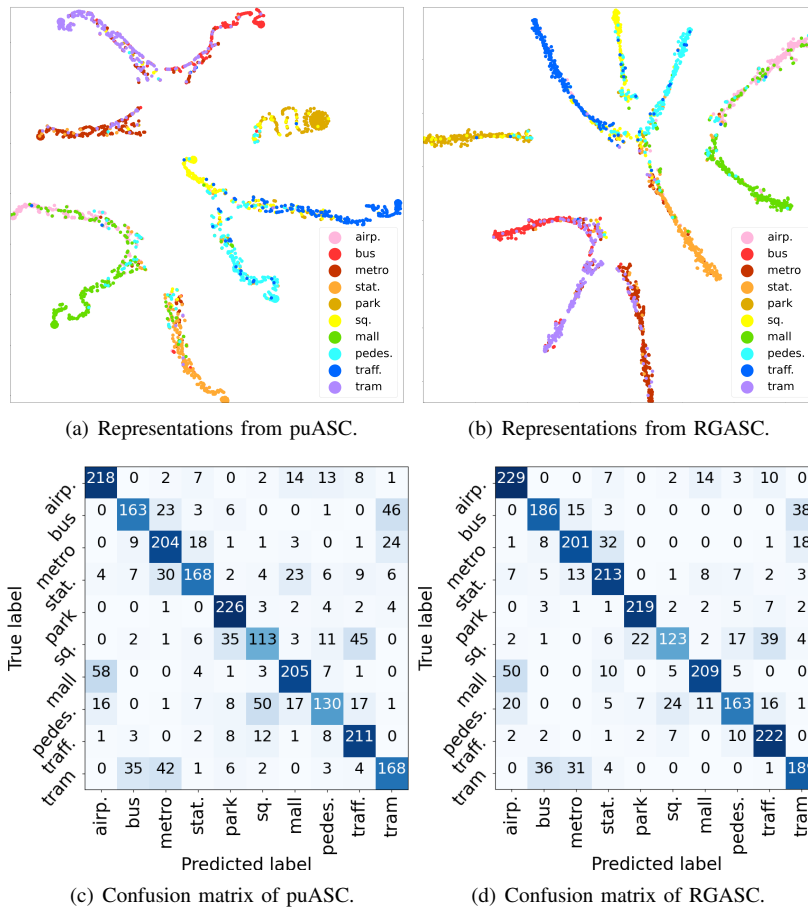 airp.
bus
metro
stat.
park
sq.
mall
pedes.
traff.
tram
(a) Representations from puASC.
airp.
bus
metro
stat.
park
sq.
mall
pedes.
traff.
tram
(b) Representations from RGASC.
True label
airp. 218 0 2 7 0 2 14 13 8 1
bus 0 163 23 3 6 0 0 1 0 46
metro 0 9 204 18 1 1 3 0 1 24
stat. 4 7 30 168 2 4 23 6 9 6
park 0 0 1 0 226 3 2 4 2 4
sq. 0 2 1 6 35 113 3 11 45 0
mall 58 0 0 4 1 3 205 7 1 0
pedes. 16 0 1 7 8 50 17 130 17 1
traff. 1 3 0 2 8 12 1 8 211 0
tram 0 35 42 1 6 2 0 3 4 168
airp. bus metro stat. park sq. mall pedes. traff. tram
Predicted label
(c) Confusion matrix of puASC.
True label
airp. 229 0 0 7 0 2 14 3 10 0
bus 0 186 15 3 0 0 0 0 0 38
metro 1 8 201 32 0 0 1 0 0 18
stat. 7 5 13 213 0 1 8 7 2 3
park 0 3 1 1 219 2 2 5 7 2
sq. 2 1 0 6 22 123 2 17 39 4
mall 50 0 0 10 0 5 209 5 0 0
pedes. 20 0 0 5 7 24 11 163 16 1
traff. 2 2 0 1 2 7 0 10 222 0
tram 0 36 31 4 0 0 0 0 1 189
airp. bus metro stat. park sq. mall pedes. traff. tram
Predicted label
(d) Confusion matrix of RGASC.